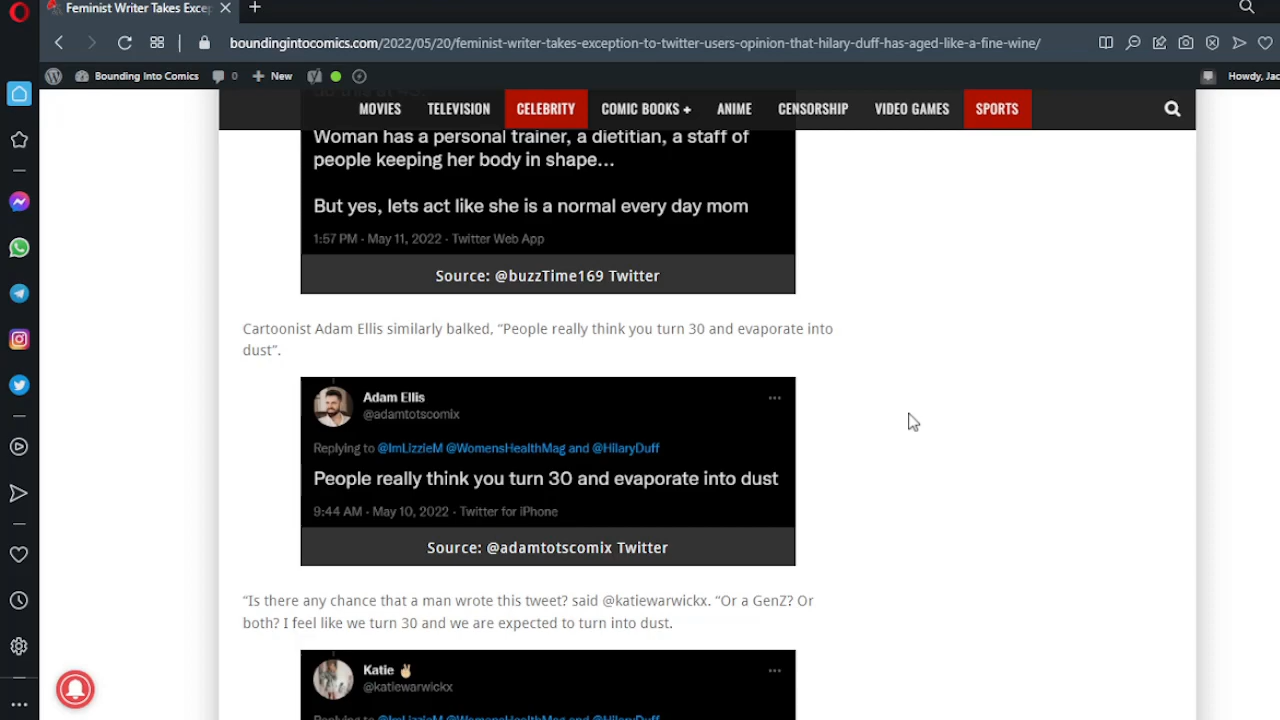 Feminist Writer Takes Exce
boundingintocomics.com/2022/05/20/feminist-writer-takes-exception-to-twitter-users-opinion-that-hilary-duff-has-aged-like-a-fine-wine/
Bounding Into Comics 0 New Howdy, Jac
MOVIES TELEVISION CELEBRITY COMIC BOOKS + ANIME CENSORSHIP VIDEO GAMES SPORTS
Woman has a personal trainer, a dietitian, a staff of
people keeping her body in shape...
But yes, lets act like she is a normal every day mom
1:57 PM · May 11, 2022 · Twitter Web App
Source: @buzzTime169 Twitter
Cartoonist Adam Ellis similarly balked, “People really think you turn 30 and evaporate into
dust”.
Adam Ellis
@adamtotscomix
Replying to @ImLizzieM @WomensHealthMag and @HilaryDuff
People really think you turn 30 and evaporate into dust
9:44 AM · May 10, 2022 · Twitter for iPhone
Source: @adamtotscomix Twitter
“Is there any chance that a man wrote this tweet? said @katiewarwickx. “Or a GenZ? Or
both? I feel like we turn 30 and we are expected to turn into dust.
Katie ✌🏻
@katiewarwickx
Replying to @ImLizzieM @WomensHealthMag and @HilaryDuff